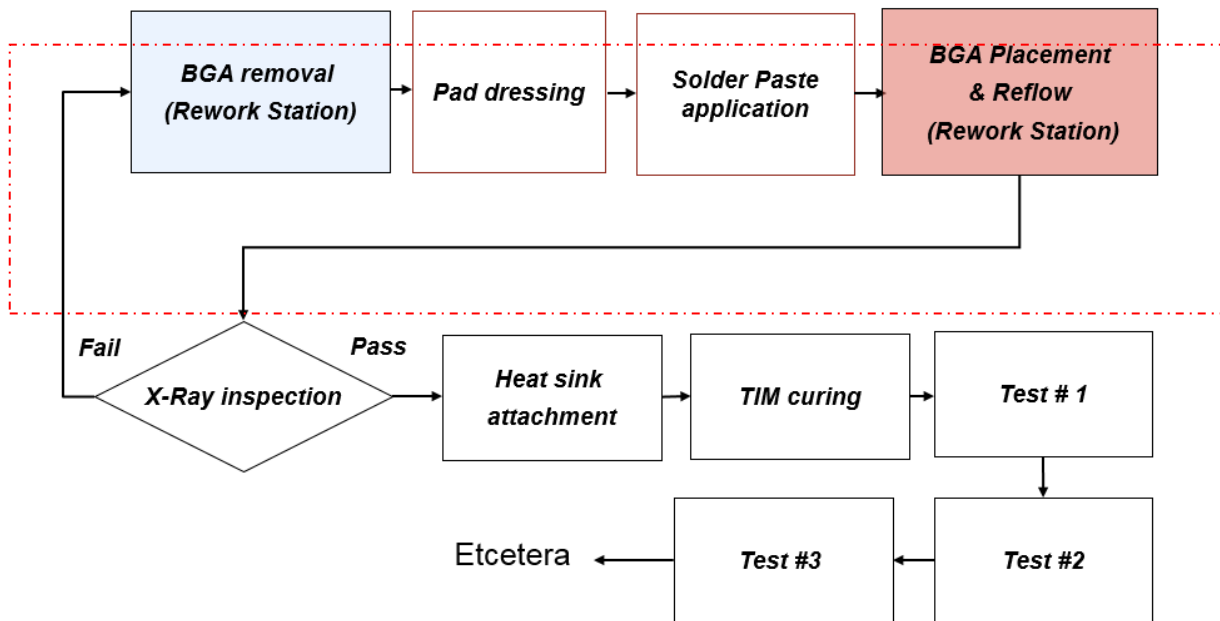 BGA removal
(Rework Station)
Pad dressing
Solder Paste
application
BGA Placement
& Reflow
(Rework Station)
Fail
Pass
X-Ray inspection
Heat sink
attachment
TIM curing
Test # 1
Etcetera
Test #3
Test #2